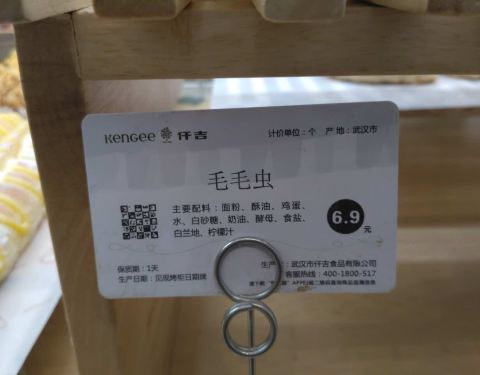 KENGEE 仟吉
计价单位：个 产 地：武汉市
毛毛虫
主要配料：面粉、酥油、鸡蛋、
水、白砂糖、奶油、酵母、食盐、
白兰地、柠檬汁
6.9元
保质期：1天
生产日期：见现烤柜日期牌
生产 武汉市仟吉食品有限公司
客服热线：400-1800-517